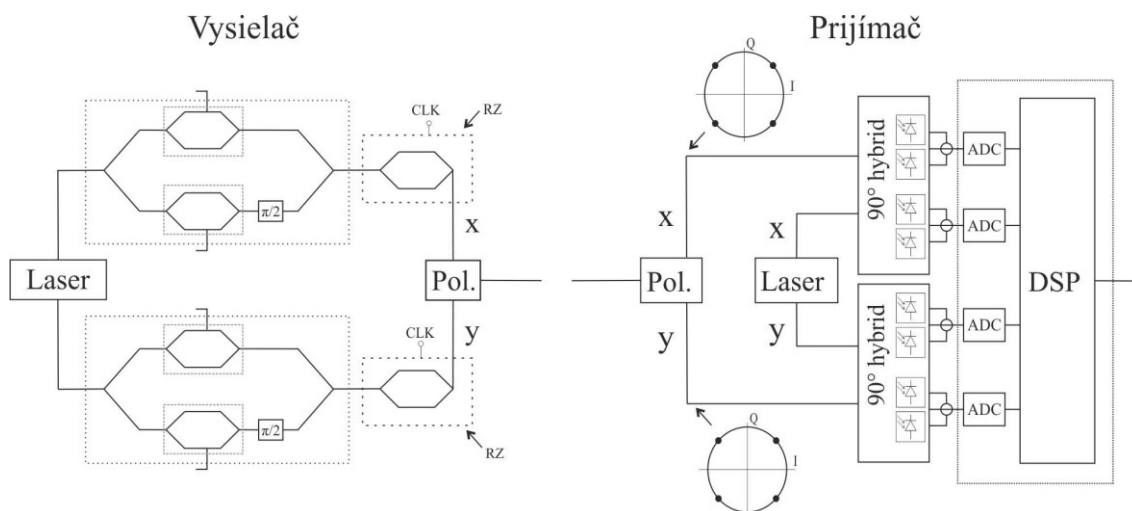 Vysielač
CLK
RZ
π/2
x
Laser
Pol.
y
CLK
π/2
RZ
Prijímač
Q
I
90° hybrid
ADC
x
x
ADC
Pol.
Laser
DSP
y
y
90° hybrid
ADC
ADC
Q
I